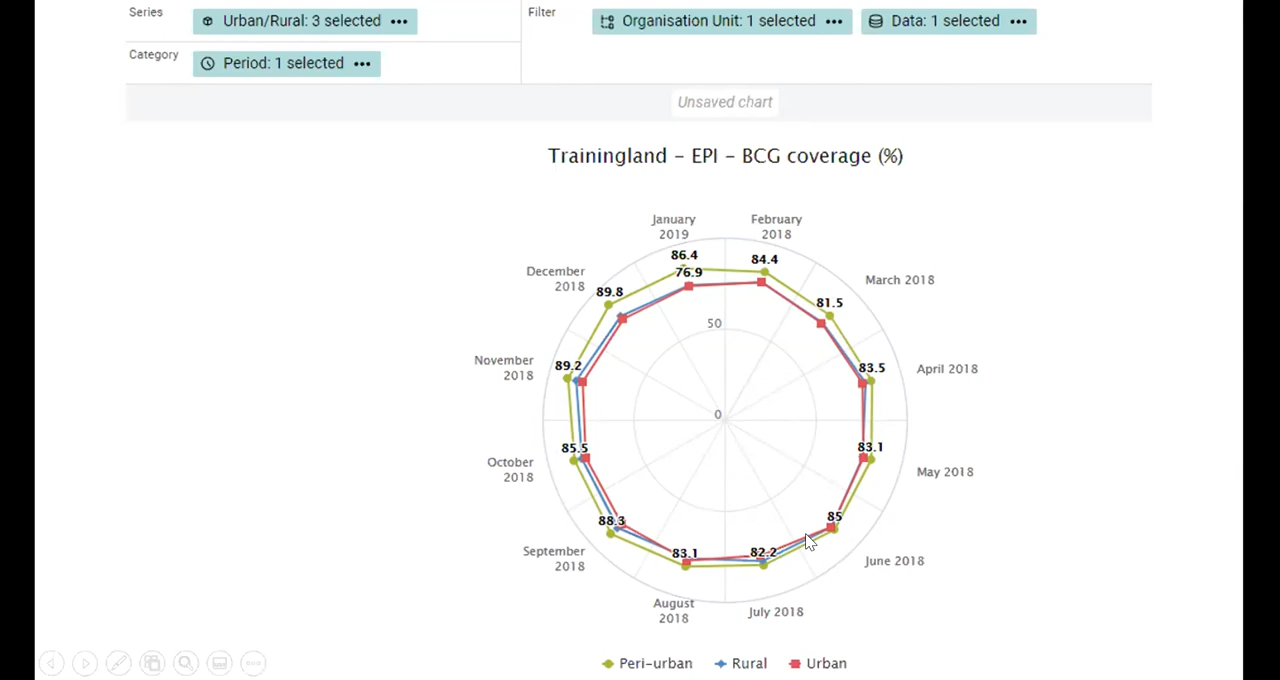 Series
Urban/Rural: 3 selected
Filter
Organisation Unit: 1 selected
Data: 1 selected
Category
Period: 1 selected
Unsaved chart
Trainingland – EPI – BCG coverage (%)
January
2019
February
2018
86.4
84.4
76.9
December
2018
March 2018
89.8
81.5
50
November
2018
89.2
83.5
April 2018
0
October
2018
85.5
83.1
May 2018
88.3
85
September
2018
83.1
82.2
June 2018
August
2018
July 2018
Peri-urban
Rural
Urban